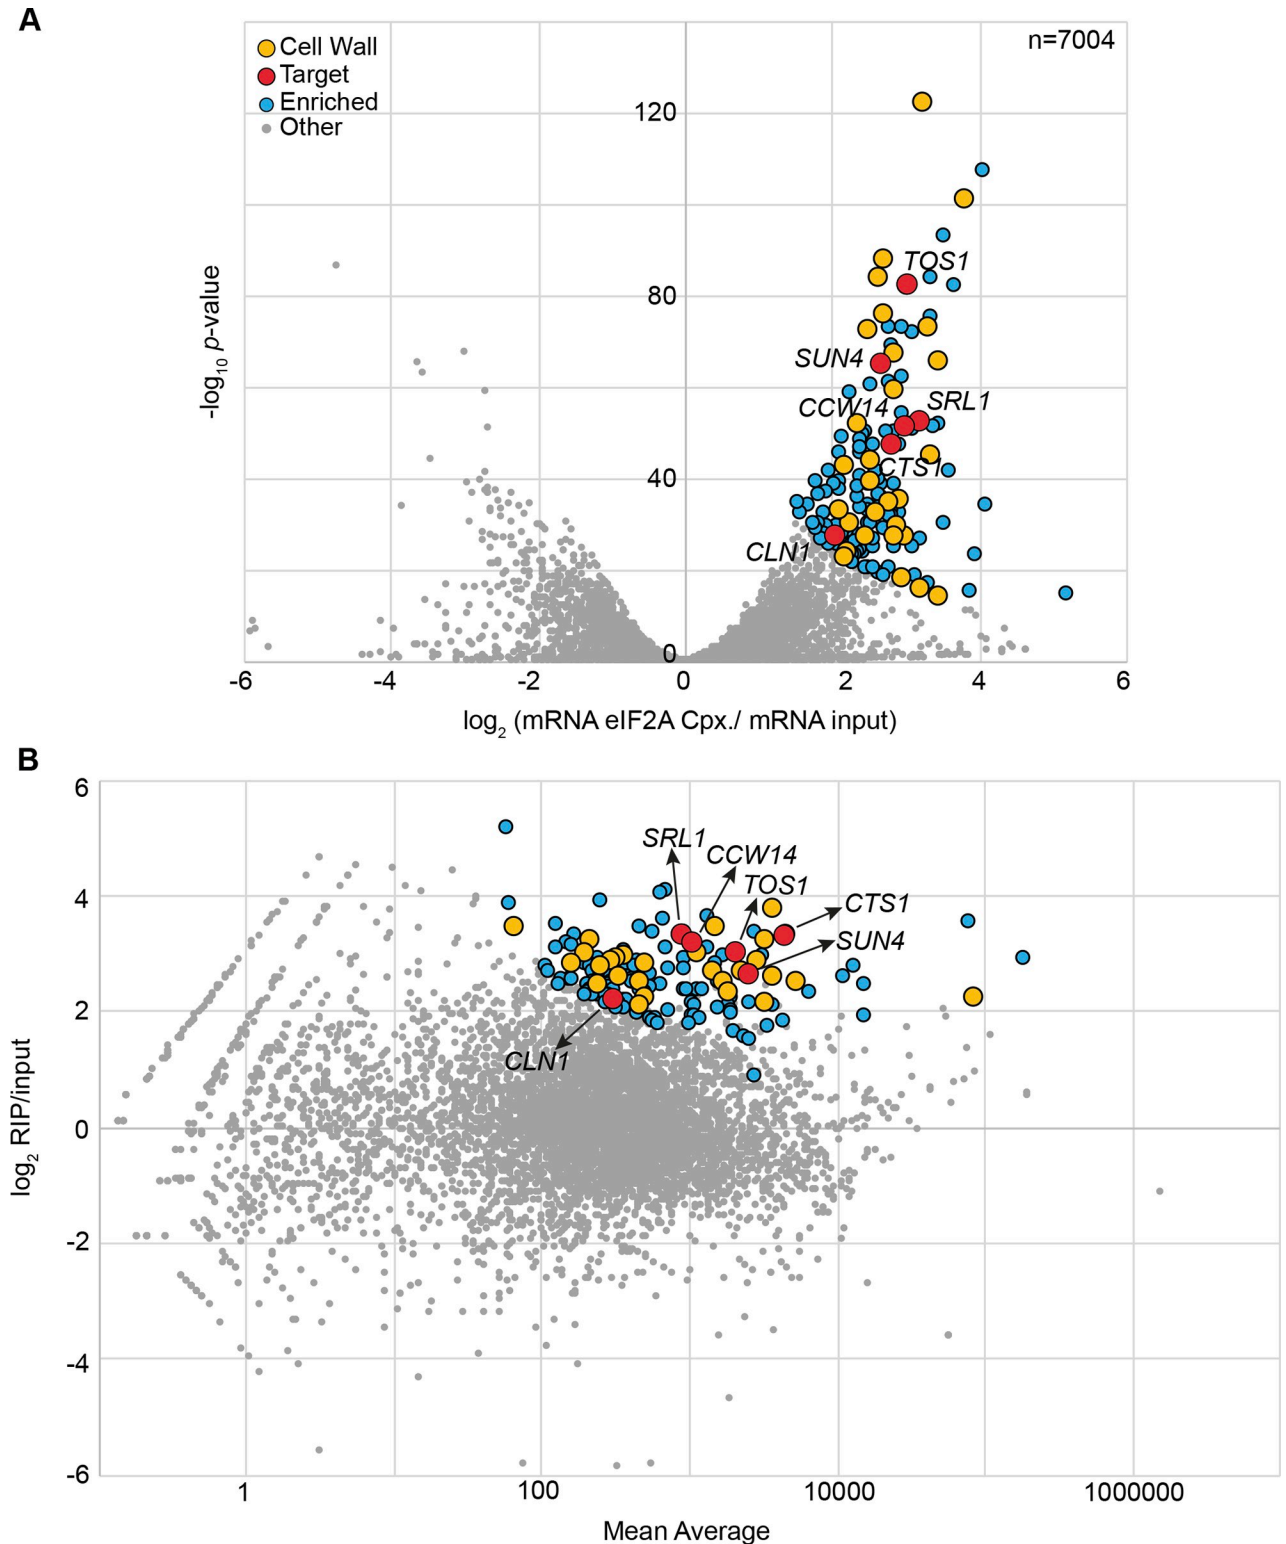 A
Cell Wall
Target
Enriched
Other
n=7004
120
80
40
0
-log10 p-value
TOS1
SUN4
CCW14
SRL1
CTS1
CLN1
-6 -4 -2 0 2 4 6
log2 (mRNA eIF2A Cpx./ mRNA input)
B
6
4
2
0
-2
-4
-6
log2 RIP/input
SRL1
CCW14
TOS1
CTS1
SUN4
CLN1
1 100 10000 1000000
Mean Average